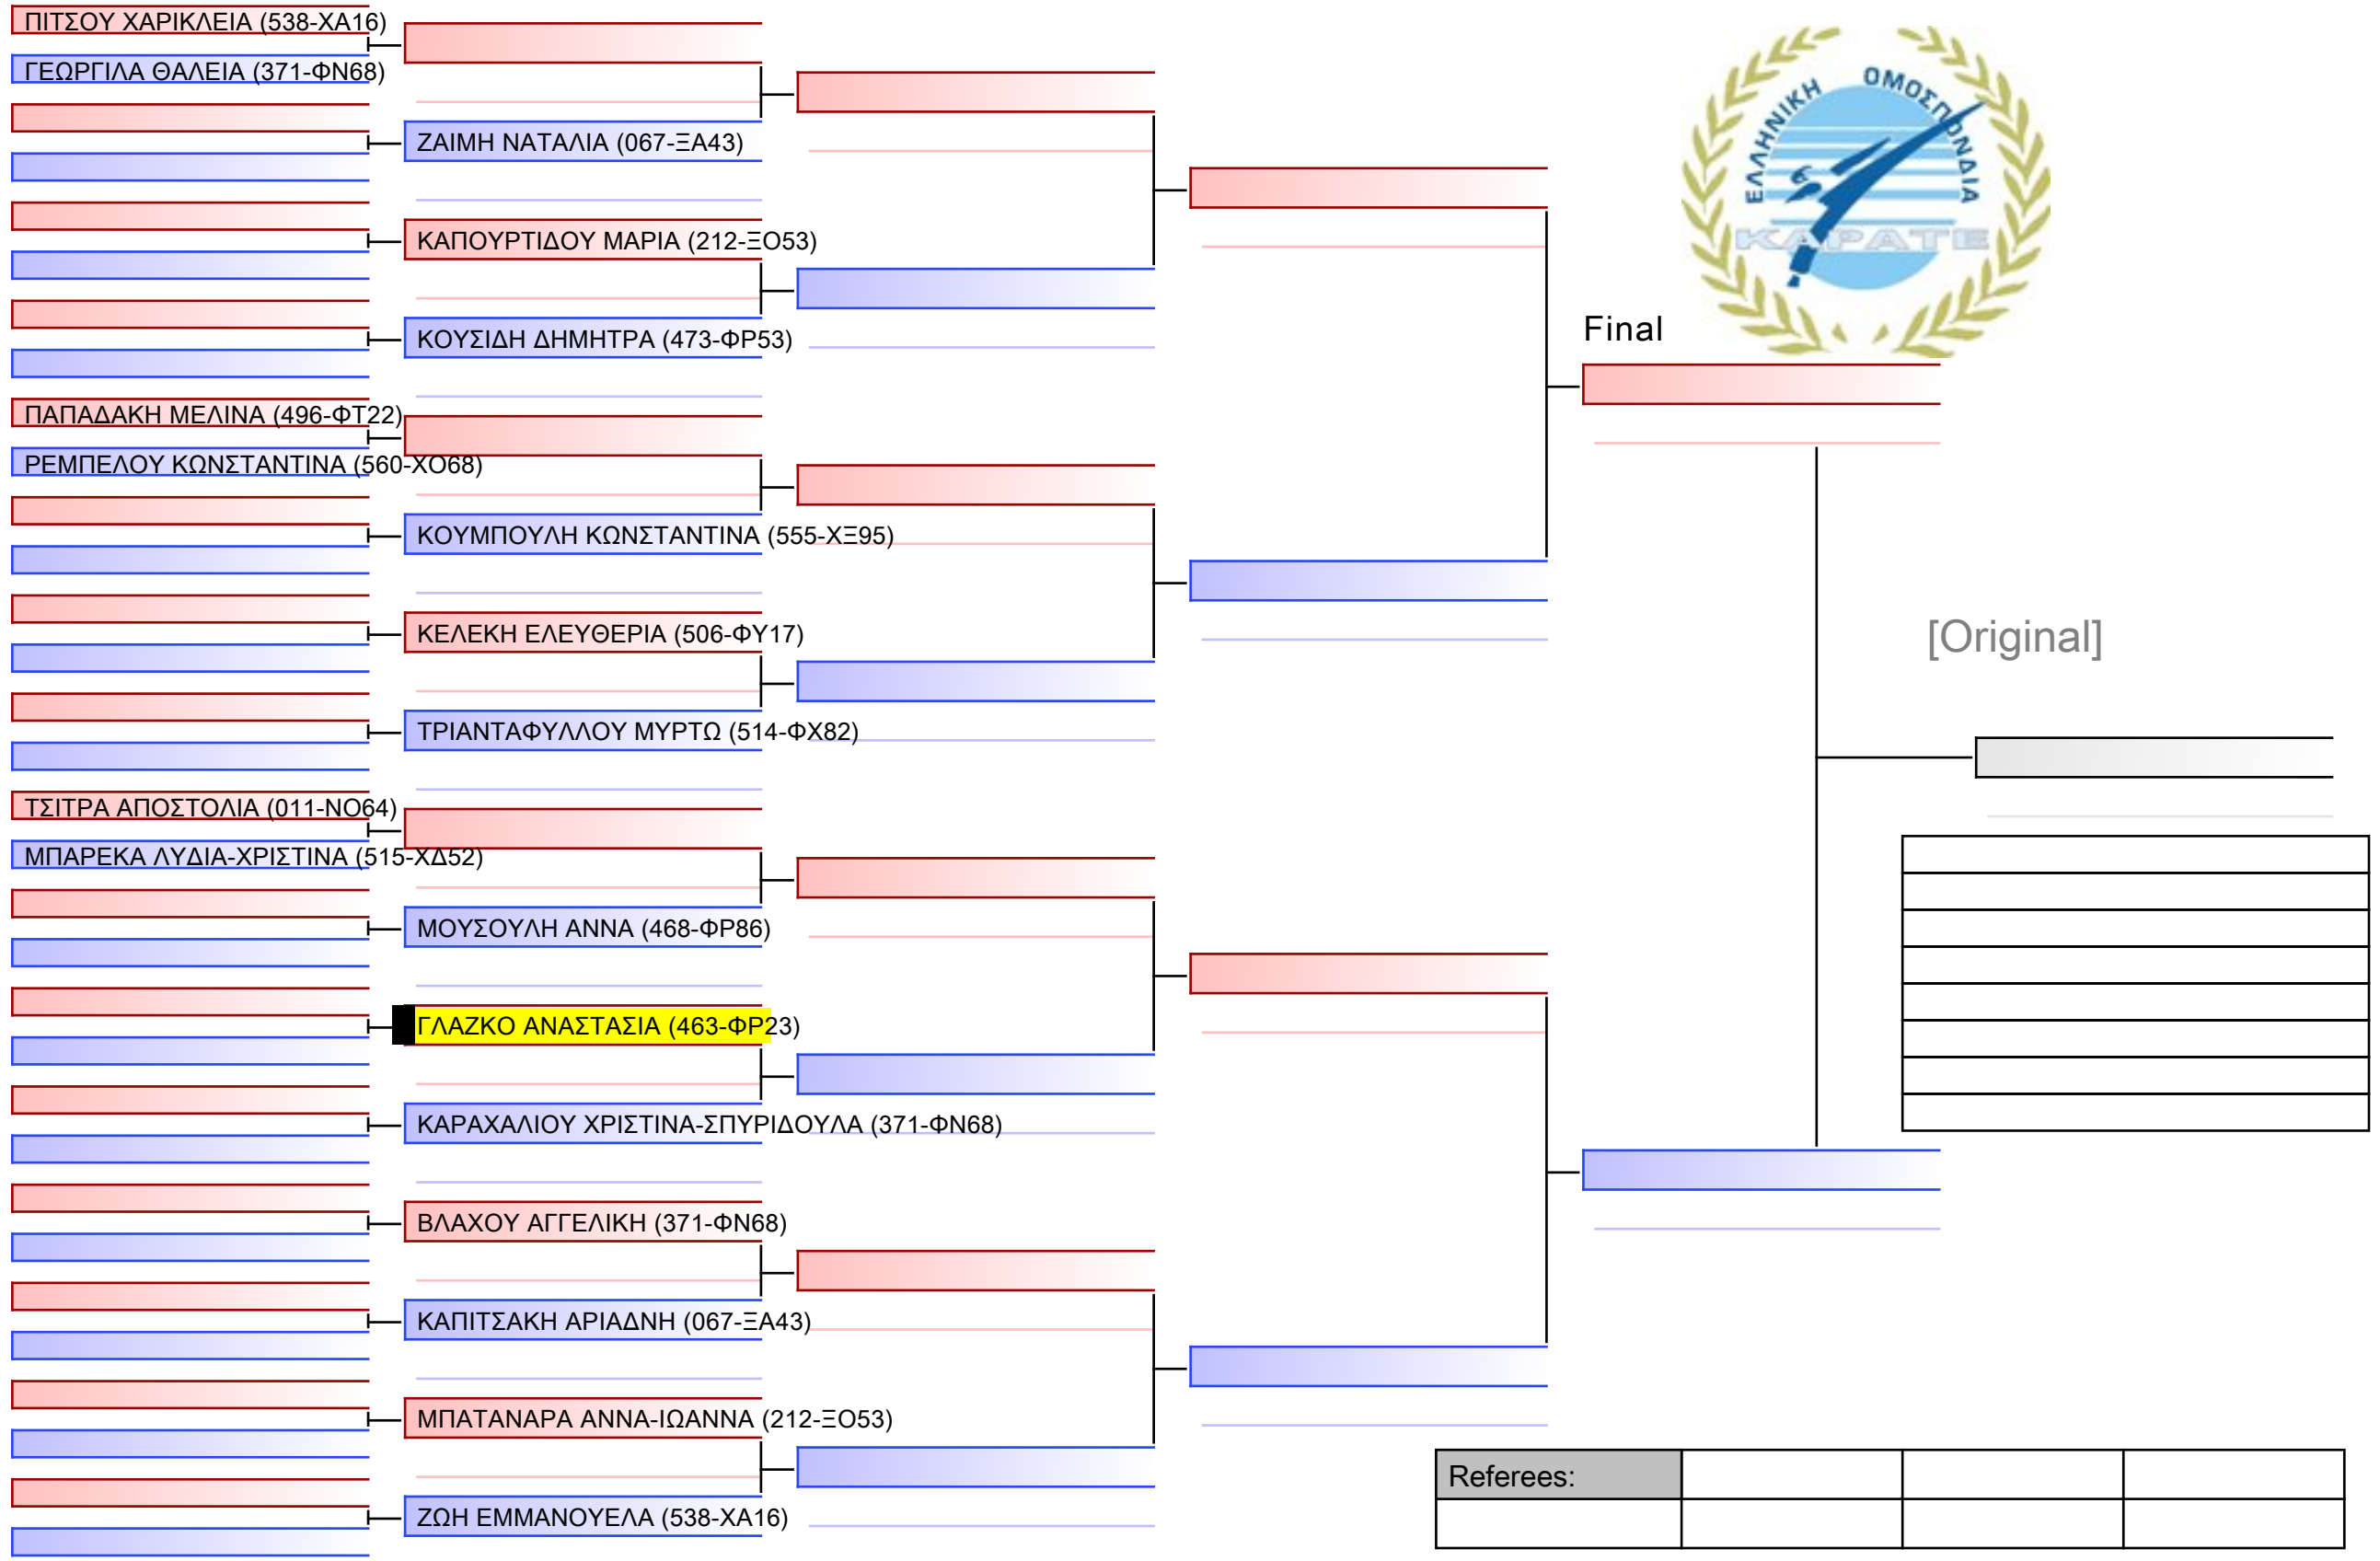 ΠΙΤΣΟΥ ΧΑΡΙΚΛΕΙΑ (538-ΧΑ16)
ΓΕΩΡΓΙΛΑ ΘΑΛΕΙΑ (371-ΦΝ68)
ΖΑΙΜΗ ΝΑΤΑΛΙΑ (067-ΞΑ43)
ΚΑΠΟΥΡΤΙΔΟΥ ΜΑΡΙΑ (212-ΞΟ53)
ΚΟΥΣΙΔΗ ΔΗΜΗΤΡΑ (473-ΦΡ53)
ΠΑΠΑΔΑΚΗ ΜΕΛΙΝΑ (496-ΦΤ22)
ΡΕΜΠΕΛΟΥ ΚΩΝΣΤΑΝΤΙΝΑ (560-ΧΟ68)
ΚΟΥΜΠΟΥΛΗ ΚΩΝΣΤΑΝΤΙΝΑ (555-ΧΞ95)
ΚΕΛΕΚΗ ΕΛΕΥΘΕΡΙΑ (506-ΦΥ17)
ΤΡΙΑΝΤΑΦΥΛΛΟΥ ΜΥΡΤΩ (514-ΦΧ82)
ΤΣΙΤΡΑ ΑΠΟΣΤΟΛΙΑ (011-ΝΟ64)
ΜΠΑΡΕΚΑ ΛΥΔΙΑ-ΧΡΙΣΤΙΝΑ (515-ΧΔ52)
ΜΟΥΣΟΥΛΗ ΑΝΝΑ (468-ΦΡ86)
ΓΛΑΖΚΟ ΑΝΑΣΤΑΣΙΑ (463-ΦΡ23)
ΚΑΡΑΧΑΛΙΟΥ ΧΡΙΣΤΙΝΑ-ΣΠΥΡΙΔΟΥΛΑ (371-ΦΝ68)
ΒΛΑΧΟΥ ΑΓΓΕΛΙΚΗ (371-ΦΝ68)
ΚΑΠΙΤΣΑΚΗ ΑΡΙΑΔΝΗ (067-ΞΑ43)
ΜΠΑΤΑΝΑΡΑ ΑΝΝΑ-ΙΩΑΝΝΑ (212-ΞΟ53)
ΖΩΗ ΕΜΜΑΝΟΥΕΛΑ (538-ΧΑ16)
ΕΛΛΗΝΙΚΗ ΟΜΟΣΠΟΝΔΙΑ
ΚΑΡΑΤΕ
Final
[Original]
Referees: